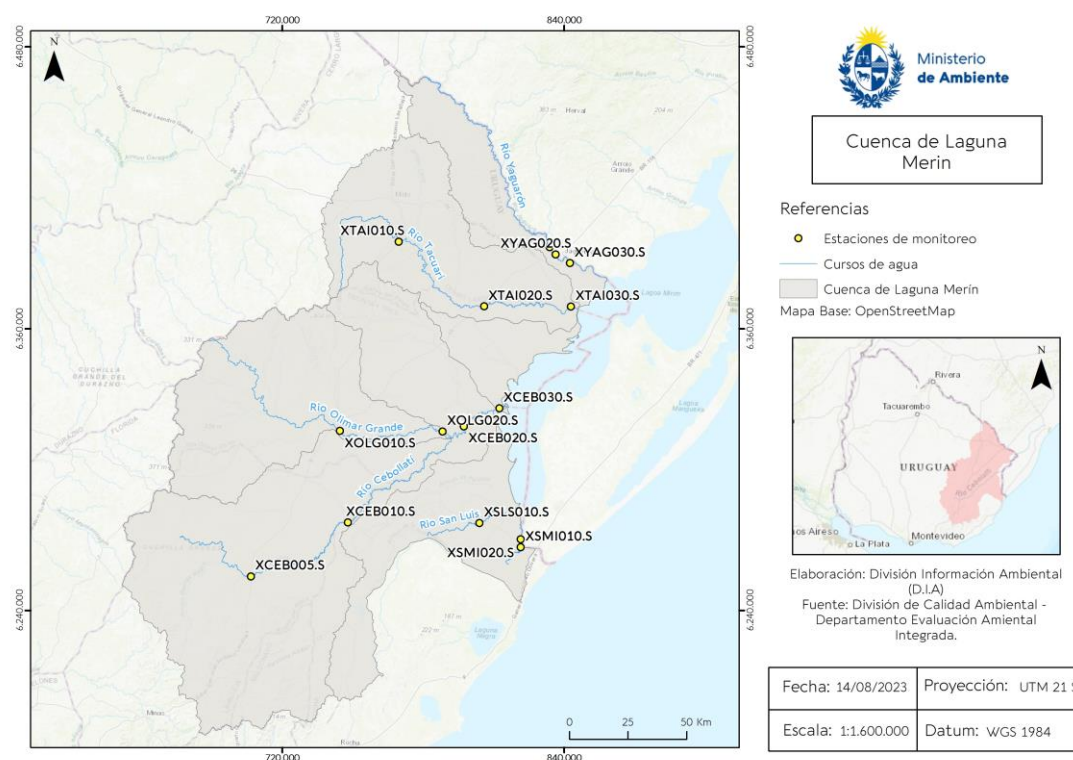 720.000
840.000
6.480.000
6.480.000
N
Río Yaguarón
XTAI010.S
Río Tacuarí
XYAG020.S
XYAG030.S
XTAI020.S
XTAI030.S
6.360.000
6.360.000
XCEB030.S
Río Olimar Grande
XOLG020.S
XOLG010.S
XCEB020.S
Río Cebollatí
XCEB010.S
Río San Luis
XSLS010.S
XSMI010.S
XSMI020.S
XCEB005.S
6.240.000
6.240.000
Rocha
0 25 50 Km
720.000
840.000
Ministerio
de Ambiente
Cuenca de Laguna
Merin
Referencias
Estaciones de monitoreo
Cursos de agua
Cuenca de Laguna Merín
Mapa Base: OpenStreetMap
N
Rivera
Tacuarembo
URUGUAY
os Aires
La Plata
Montevideo
Elaboración: División Información Ambiental
(D.I.A)
Fuente: División de Calidad Ambiental -
Departamento Evaluación Amiental
Integrada.
Fecha: 14/08/2023
Proyección: UTM 21 S
Escala: 1:1.600.000
Datum: WGS 1984